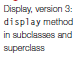 Display, version 3:
display method
in subclasses and
superclass